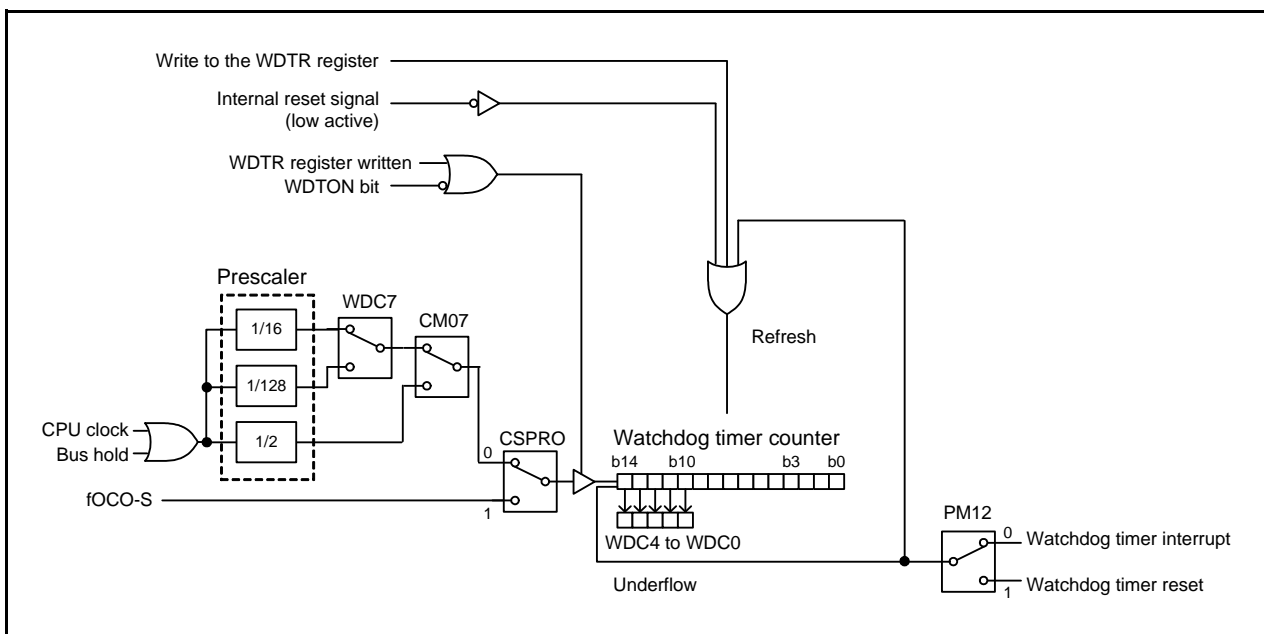 Write to the WDTR register
Internal reset signal
(low active)
WDTR register written
WDTON bit
Prescaler
WDC7
CM07
1/16
1/128
1/2
Refresh
CPU clock
Bus hold
CSPRO
0
1
fOCO-S
Watchdog timer counter
b14
b10
b3
b0
WDC4 to WDC0
Underflow
PM12
0
1
Watchdog timer interrupt
Watchdog timer reset